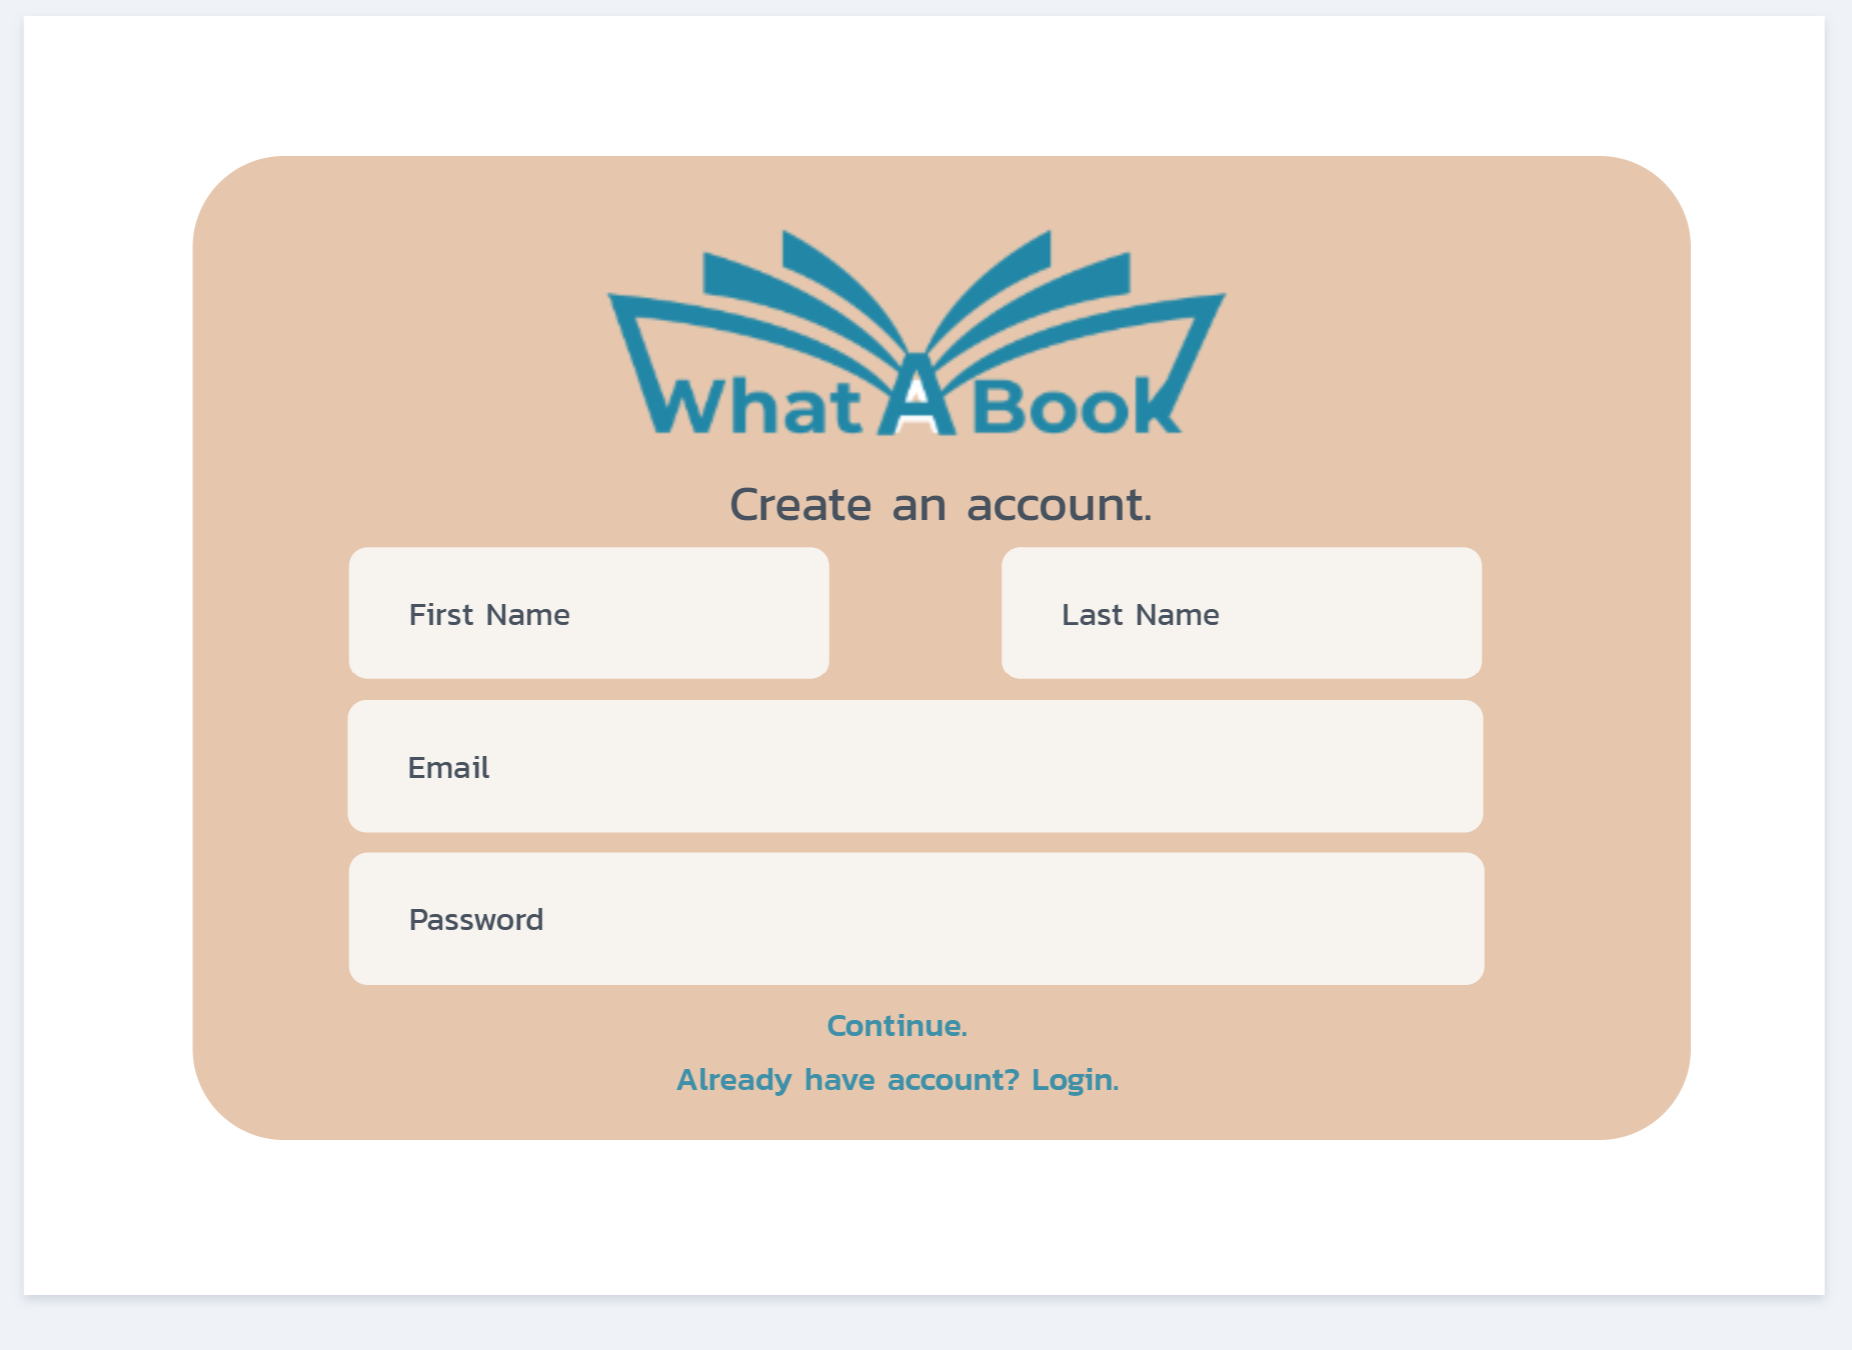 What A Book
Create an account.
First Name Last Name
Email
Password
Continue.
Already have account? Login.